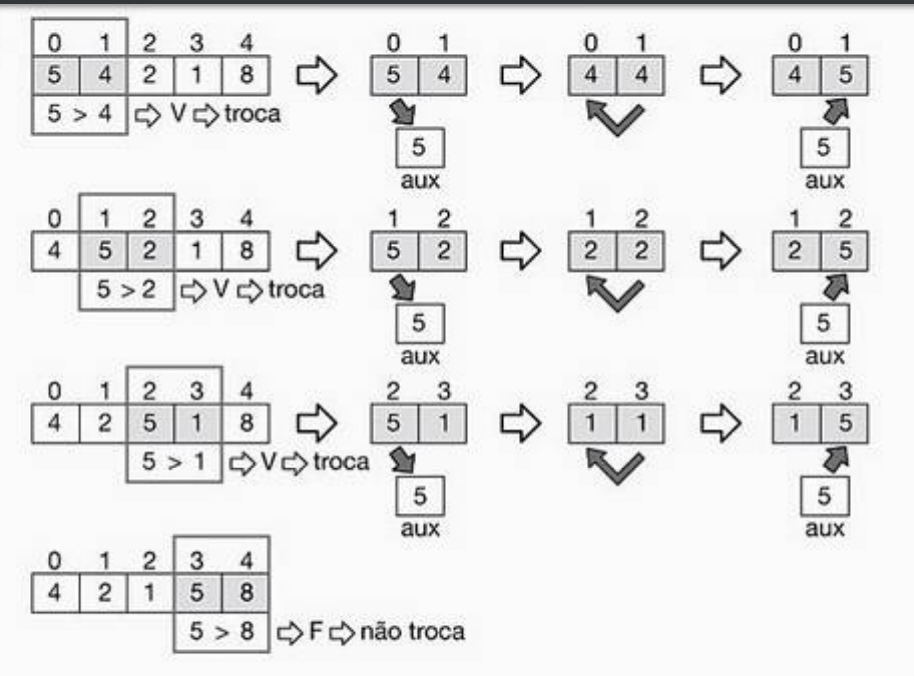 0 1 2 3 4 0 1 0 1 0 1
5 4 2 1 8 5 4 4 4 4 5
5 > 4 V troca
5 5
aux aux
0 1 2 3 4 1 2 1 2 1 2
4 5 2 1 8 5 2 2 2 2 5
5 > 2 V troca
5 5
aux aux
0 1 2 3 4 2 3 2 3 2 3
4 2 5 1 8 5 1 1 1 1 5
5 > 1 V troca
5 5
aux aux
0 1 2 3 4
4 2 1 5 8
5 > 8 F não troca